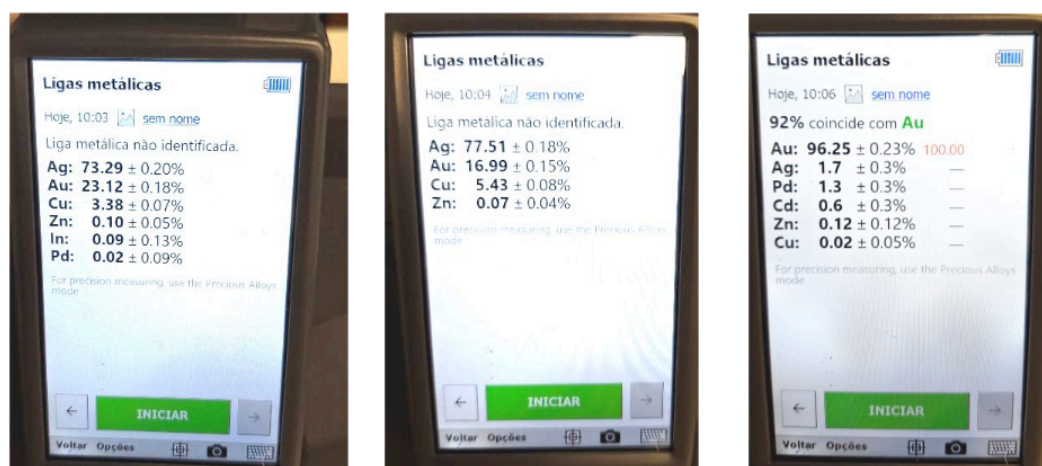 Ligas metálicas
Hoje, 10:03 sem nome
Liga metálica não identificada.
Ag: 73.29 ± 0.20%
Au: 23.12 ± 0.18%
Cu: 3.38 ± 0.07%
Zn: 0.10 ± 0.05%
In: 0.09 ± 0.13%
Pd: 0.02 ± 0.09%
For precision measuring, use the Precious Alloys
mode
← INICIAR →
Voltar Opções
Ligas metálicas
Hoje, 10:04 sem nome
Liga metálica não identificada.
Ag: 77.51 ± 0.18%
Au: 16.99 ± 0.15%
Cu: 5.43 ± 0.08%
Zn: 0.07 ± 0.04%
For precision measuring, use the Precious Alloys
mode
← INICIAR →
Voltar Opções
Ligas metálicas
Hoje, 10:06 sem nome
92% coincide com Au
Au: 96.25 ± 0.23% 100.00
Ag: 1.7 ± 0.3% —
Pd: 1.3 ± 0.3% —
Cd: 0.6 ± 0.3% —
Zn: 0.12 ± 0.12% —
Cu: 0.02 ± 0.05% —
For precision measuring, use the Precious Alloys
mode
← INICIAR →
Voltar Opções